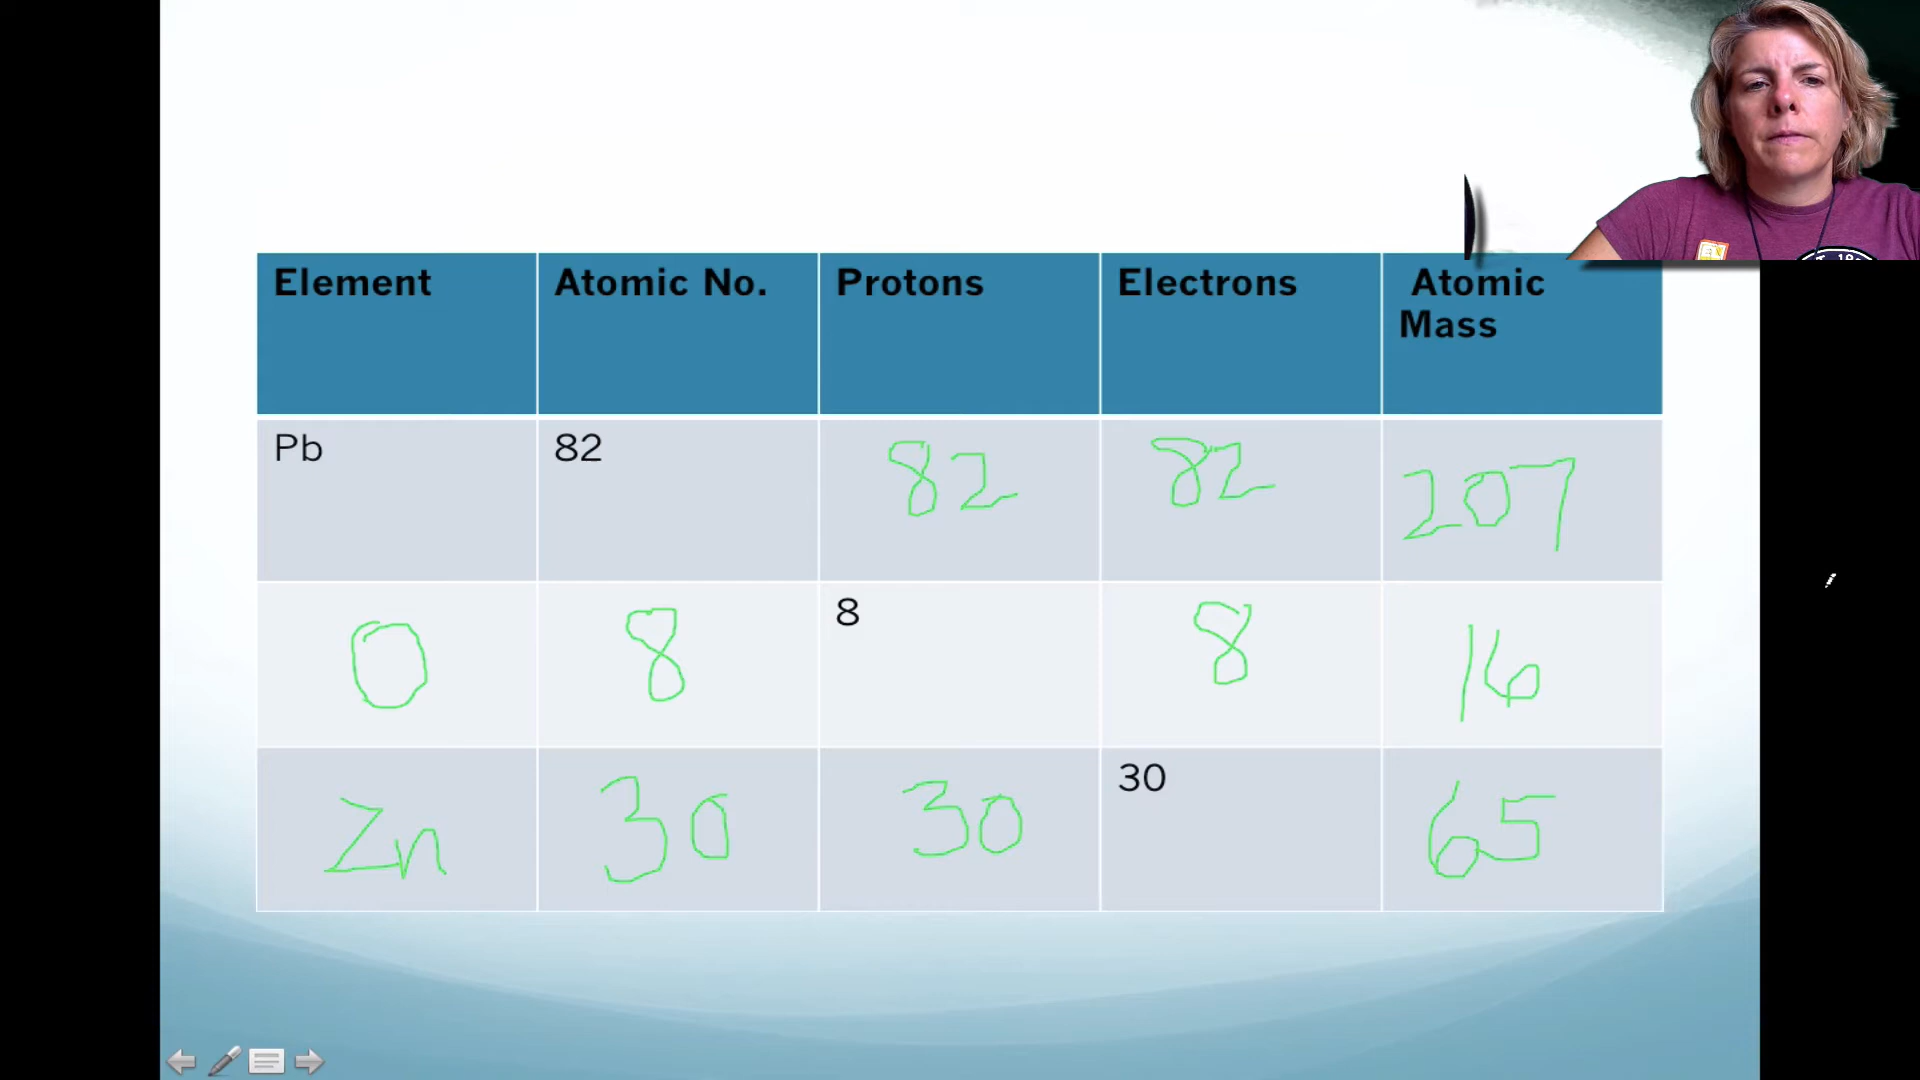 Element Atomic No. Protons Electrons Atomic
Mass
Pb 82 82 82 207
O 8 8 8 16
Zn 30 30 30 65